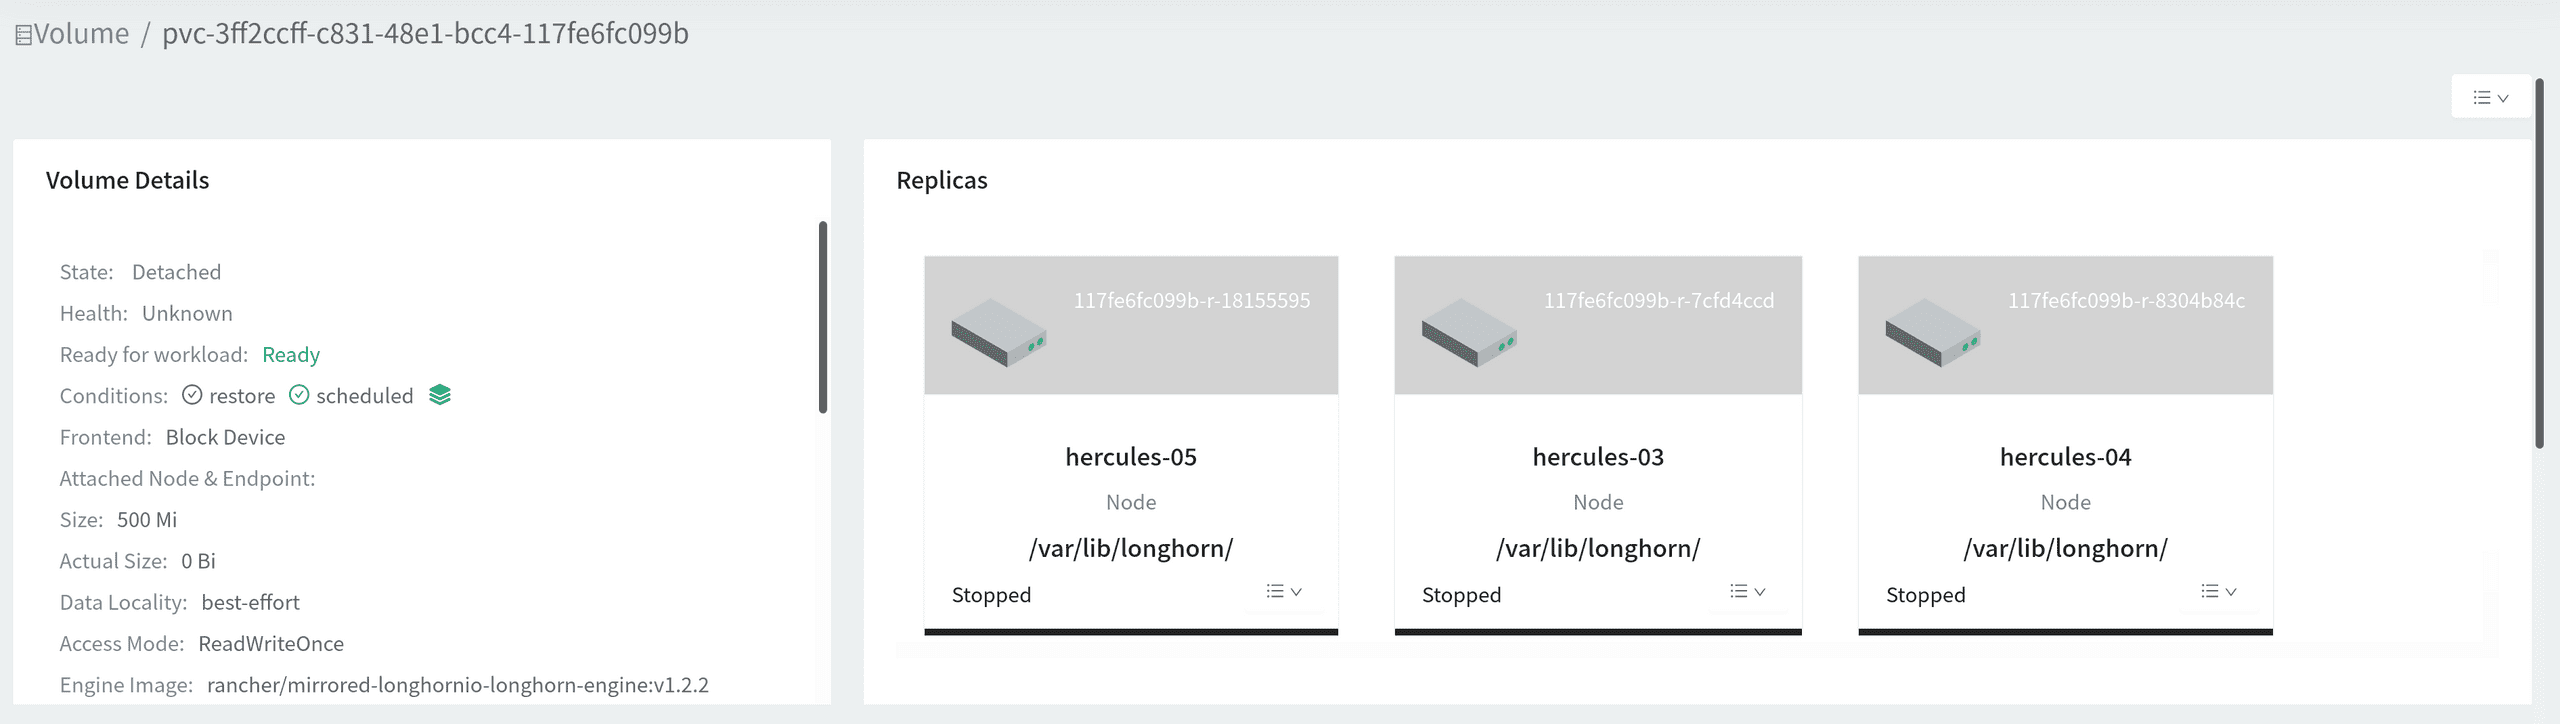 Volume / pvc-3ff2ccff-c831-48e1-bcc4-117fe6fc099b
Volume Details
State: Detached
Health: Unknown
Ready for workload: Ready
Conditions: restore scheduled
Frontend: Block Device
Attached Node & Endpoint:
Size: 500 Mi
Actual Size: 0 Bi
Data Locality: best-effort
Access Mode: ReadWriteOnce
Engine Image: rancher/mirrored-longhornio-longhorn-engine:v1.2.2
Replicas
117fe6fc099b-r-18155595
hercules-05
Node
/var/lib/longhorn/
Stopped
117fe6fc099b-r-7cfd4ccd
hercules-03
Node
/var/lib/longhorn/
Stopped
117fe6fc099b-r-8304b84c
hercules-04
Node
/var/lib/longhorn/
Stopped